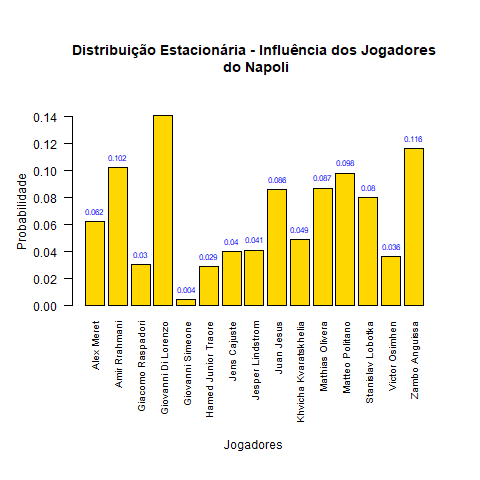 Distribuição Estacionária - Influência dos Jogadores
do Napoli
Probabilidade
0.14
0.12
0.10
0.08
0.06
0.04
0.02
0.00
0.062
0.102
0.03
0.004
0.029
0.04
0.041
0.086
0.049
0.087
0.098
0.08
0.036
0.116
Alex Meret
Amir Rrahmani
Giacomo Raspadori
Giovanni Di Lorenzo
Giovanni Simeone
Hamed Junior Traore
Jens Cajuste
Jesper Lindstrom
Juan Jesus
Khvicha Kvaratskhelia
Mathias Olivera
Matteo Politano
Stanislav Lobotka
Victor Osimhen
Zambo Anguissa
Jogadores